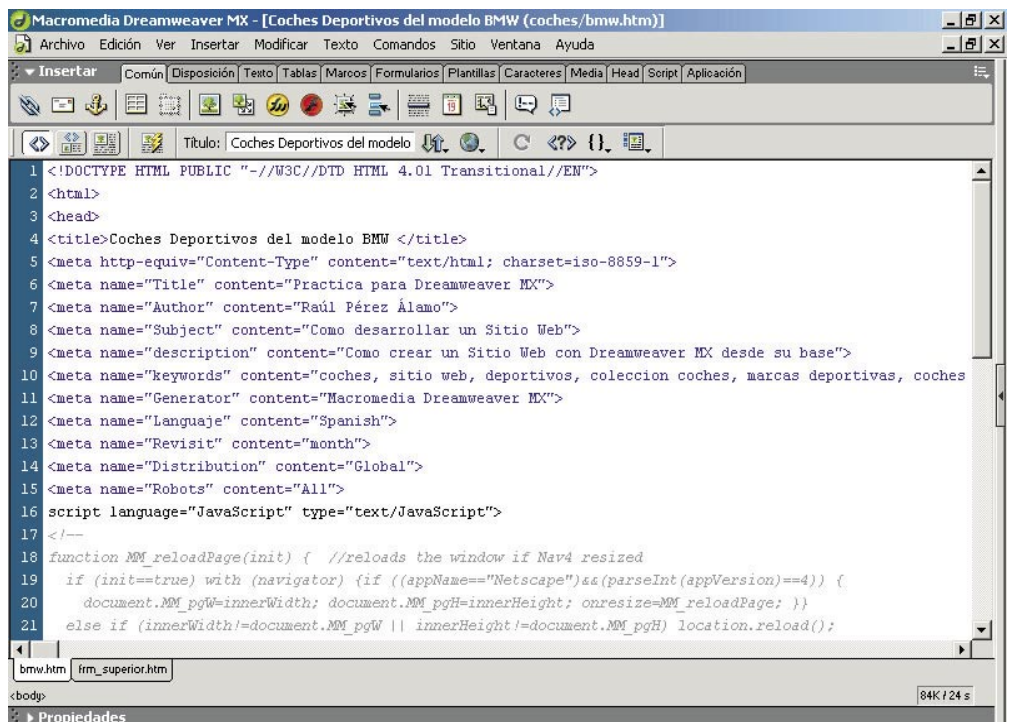 Macromedia Dreamweaver MX - [Coches Deportivos del modelo BMW (coches/bmw.htm)]
Archivo Edición Ver Insertar Modificar Texto Comandos Sitio Ventana Ayuda
Insertar Común Disposición Texto Tablas Marcos Formularios Plantillas Caracteres Media Head Script Aplicación
19
Título: Coches Deportivos del modelo
1 <!DOCTYPE HTML PUBLIC "-//W3C//DTD HTML 4.01 Transitional//EN">
2 <html>
3 <head>
4 <title>Coches Deportivos del modelo BMW </title>
5 <meta http-equiv="Content-Type" content="text/html; charset=iso-8859-1">
6 <meta name="Title" content="Practica para Dreamweaver MX">
7 <meta name="Author" content="Raúl Pérez Álamo">
8 <meta name="Subject" content="Como desarrollar un Sitio Web">
9 <meta name="description" content="Como crear un Sitio Web con Dreamweaver MX desde su base">
10 <meta name="keywords" content="coches, sitio web, deportivos, coleccion coches, marcas deportivas, coches
11 <meta name="Generator" content="Macromedia Dreamweaver MX">
12 <meta name="Languaje" content="Spanish">
13 <meta name="Revisit" content="month">
14 <meta name="Distribution" content="Global">
15 <meta name="Robots" content="All">
16 script language="JavaScript" type="text/JavaScript">
17 <!--
18 function MM_reloadPage(init) {  //reloads the window if Nav4 resized
19 if (init==true) with (navigator) {if ((appName=="Netscape")&&(parseInt(appVersion)==4)) {
20 document.MM_pgW=innerWidth; document.MM_pgH=innerHeight; onresize=MM_reloadPage; }}
21 else if (innerWidth!=document.MM_pgW || innerHeight!=document.MM_pgH) location.reload();
bmw.htm frm_superior.htm
<body> 84K / 24 s
Propiedades